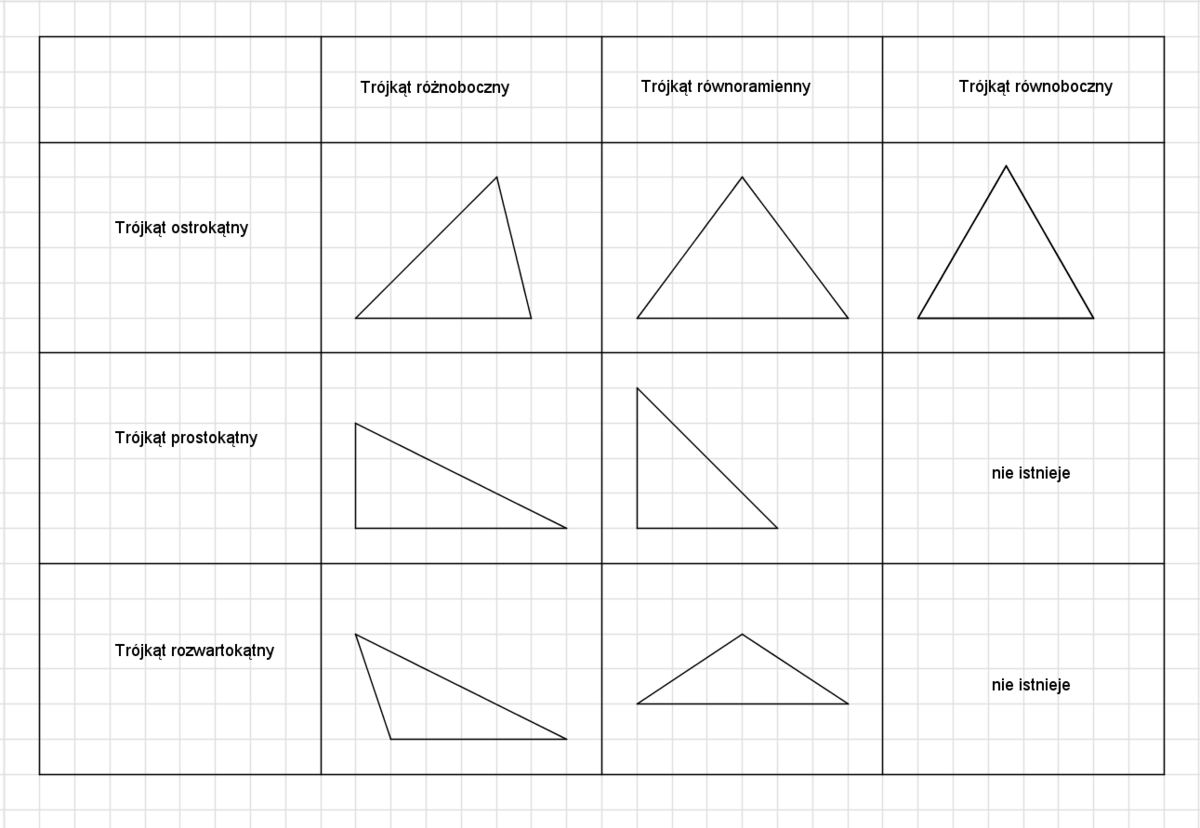 Trójkąt różnoboczny
Trójkąt równoramienny
Trójkąt równoboczny
Trójkąt ostrokątny
Trójkąt prostokątny
nie istnieje
Trójkąt rozwartokątny
nie istnieje